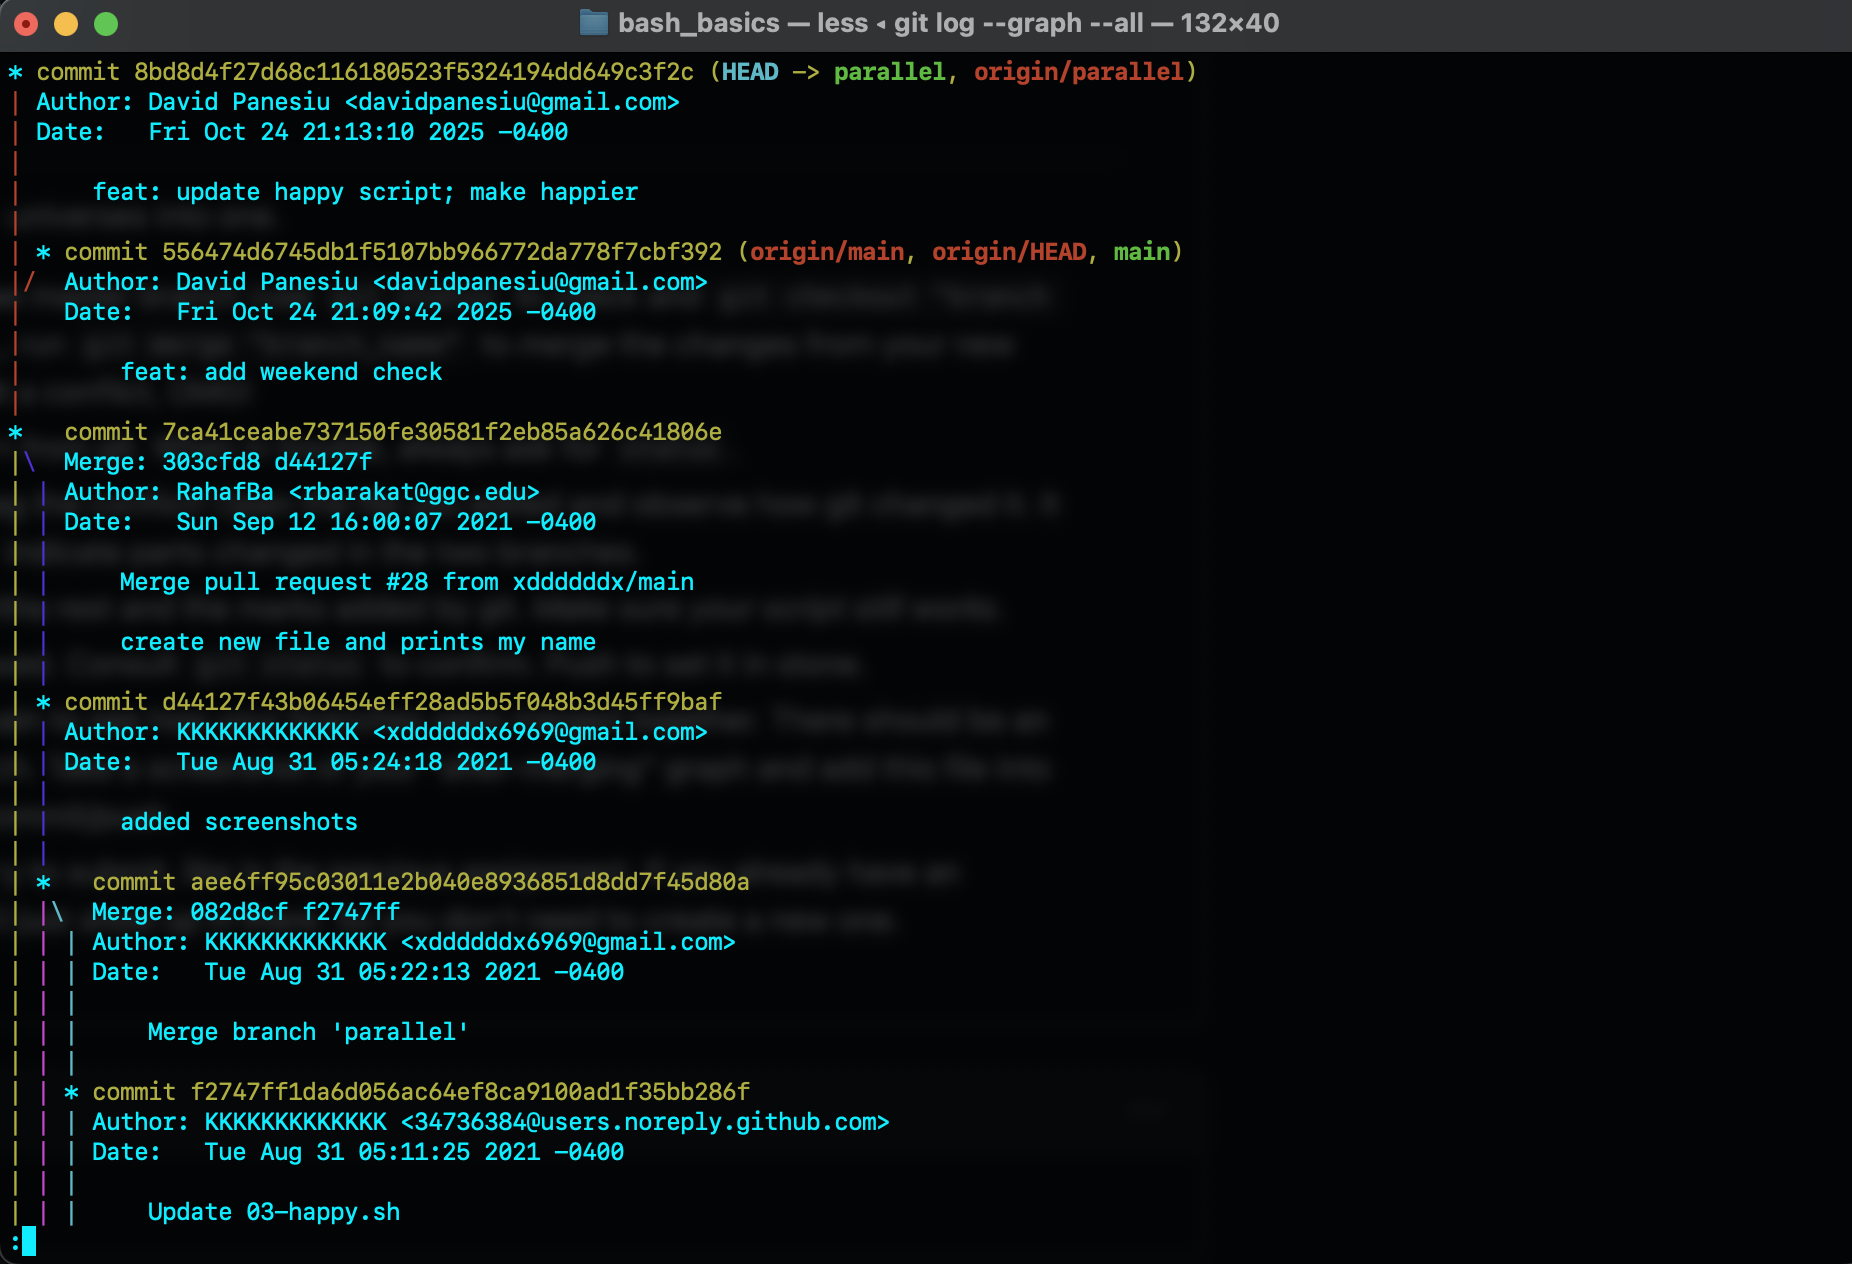 bash_basics — less ◂ git log --graph --all — 132×40
* commit 8bd8d4f27d68c116180523f5324194dd649c3f2c (HEAD -> parallel, origin/parallel)
| Author: David Panesiu <davidpanesiu@gmail.com>
| Date:   Fri Oct 24 21:13:10 2025 -0400
|
|     feat: update happy script; make happier
|
| * commit 556474d6745db1f5107bb966772da778f7cbf392 (origin/main, origin/HEAD, main)
|/  Author: David Panesiu <davidpanesiu@gmail.com>
|   Date:   Fri Oct 24 21:09:42 2025 -0400
|
|       feat: add weekend check
|
*   commit 7ca41ceabe737150fe30581f2eb85a626c41806e
|\  Merge: 303cfd8 d44127f
| | Author: RahafBa <rbarakat@ggc.edu>
| | Date:   Sun Sep 12 16:00:07 2021 -0400
| |
| |     Merge pull request #28 from xddddddx/main
| |
| |     create new file and prints my name
| |
| * commit d44127f43b06454eff28ad5b5f048b3d45ff9baf
| | Author: KKKKKKKKKKKKK <xddddddx6969@gmail.com>
| | Date:   Tue Aug 31 05:24:18 2021 -0400
| |
| |     added screenshots
| |
| *   commit aee6ff95c03011e2b040e8936851d8dd7f45d80a
| |\  Merge: 082d8cf f2747ff
| | | Author: KKKKKKKKKKKKK <xddddddx6969@gmail.com>
| | | Date:   Tue Aug 31 05:22:13 2021 -0400
| | |
| | |     Merge branch 'parallel'
| | |
| | * commit f2747ff1da6d056ac64ef8ca9100ad1f35bb286f
| | | Author: KKKKKKKKKKKKK <34736384@users.noreply.github.com>
| | | Date:   Tue Aug 31 05:11:25 2021 -0400
| | |
| | |     Update 03-happy.sh
: